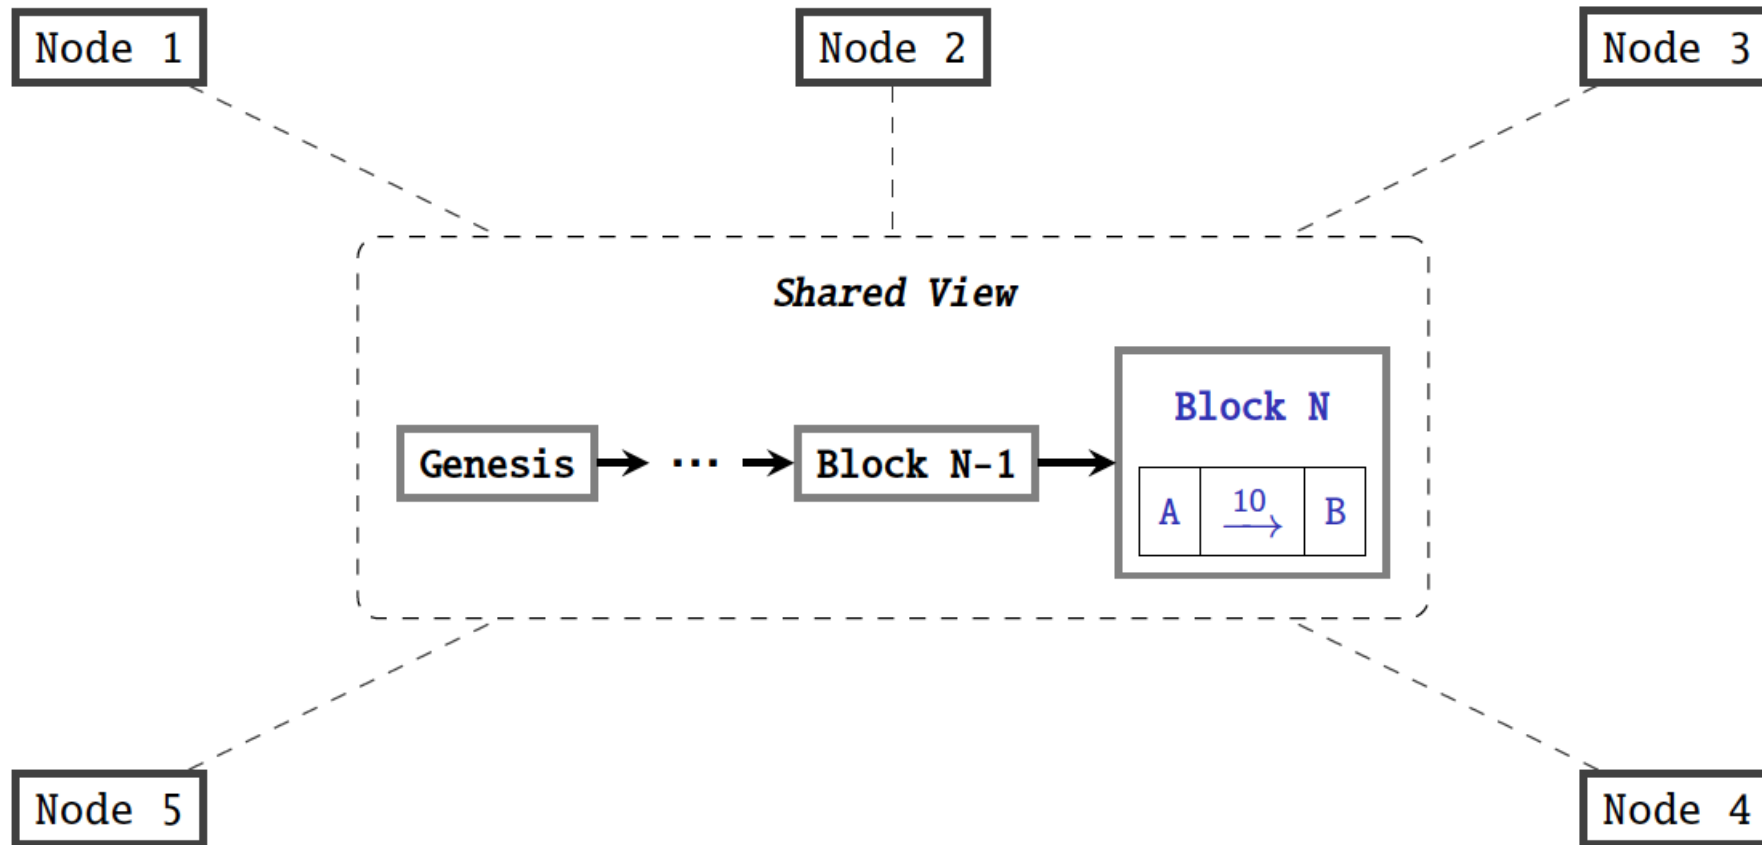 Node 1
Node 2
Node 3
Shared View
Genesis
...
Block N-1
Block N
A
10
B
Node 5
Node 4